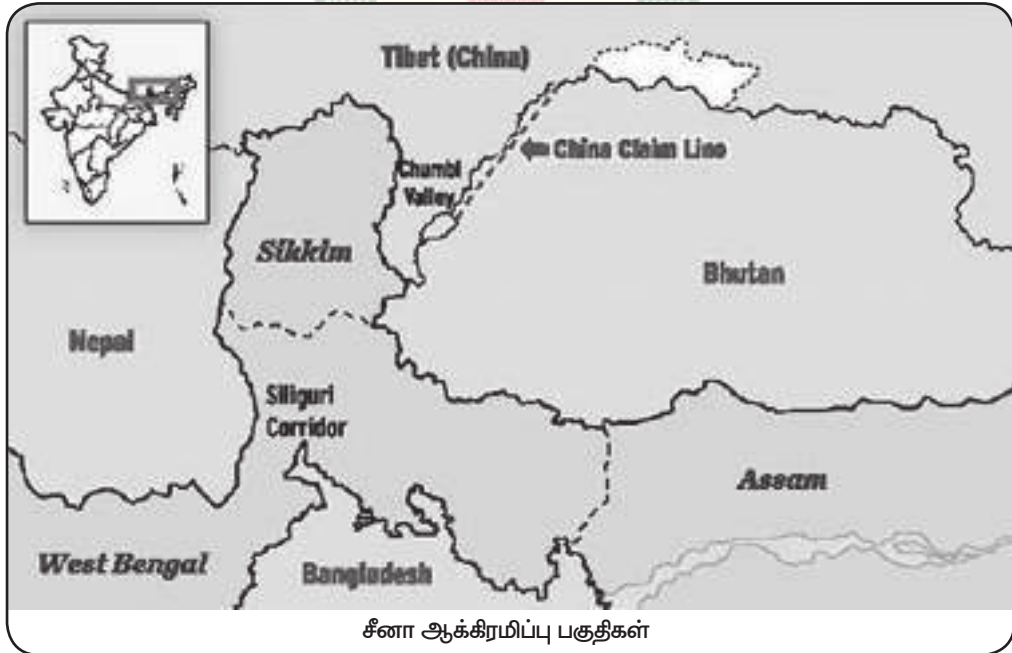 Tibet (China)
China Claim Line
Chumbi
Valley
Sikkim
Bhutan
Nepal
Siliguri
Corridor
Assam
West Bengal
Bangladesh
சீனா ஆக்கிரமிப்பு பகுதிகள்